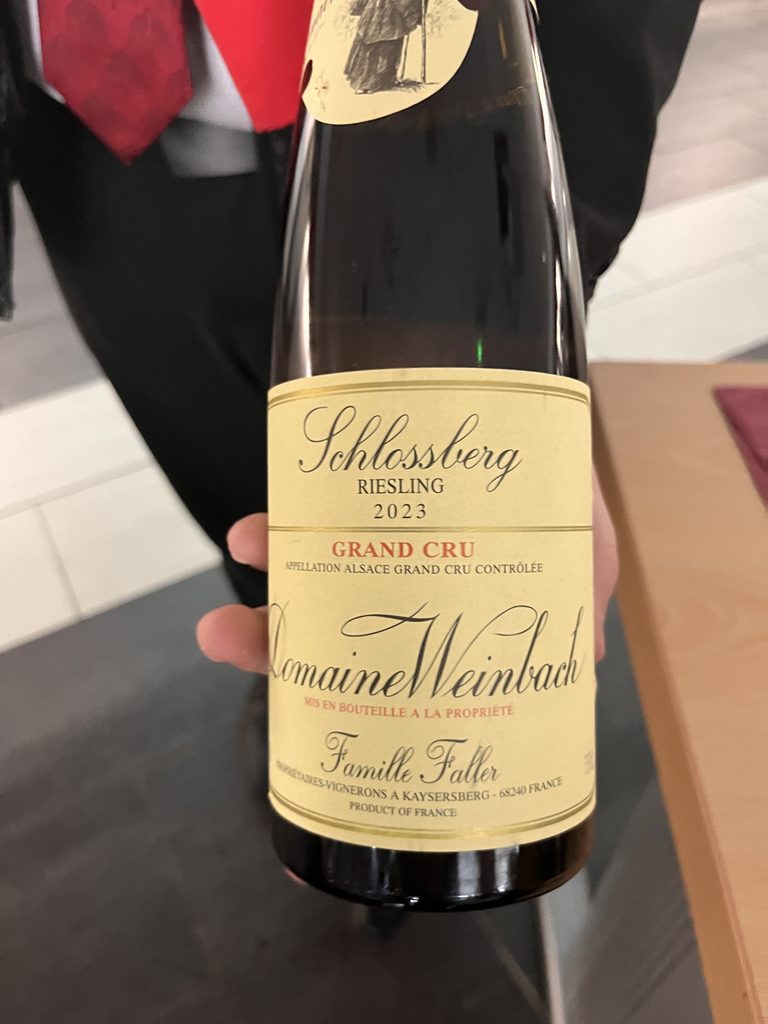 Schlossberg
RIESLING
2023
GRAND CRU
APPELLATION ALSACE GRAND CRU CONTRÔLÉE
Domaine Weinbach
MIS EN BOUTEILLE A LA PROPRIÉTÉ
Famille Faller
PROPRIÉTAIRES-VIGNERONS A KAYSERSBERG - 68240 FRANCE
PRODUCT OF FRANCE